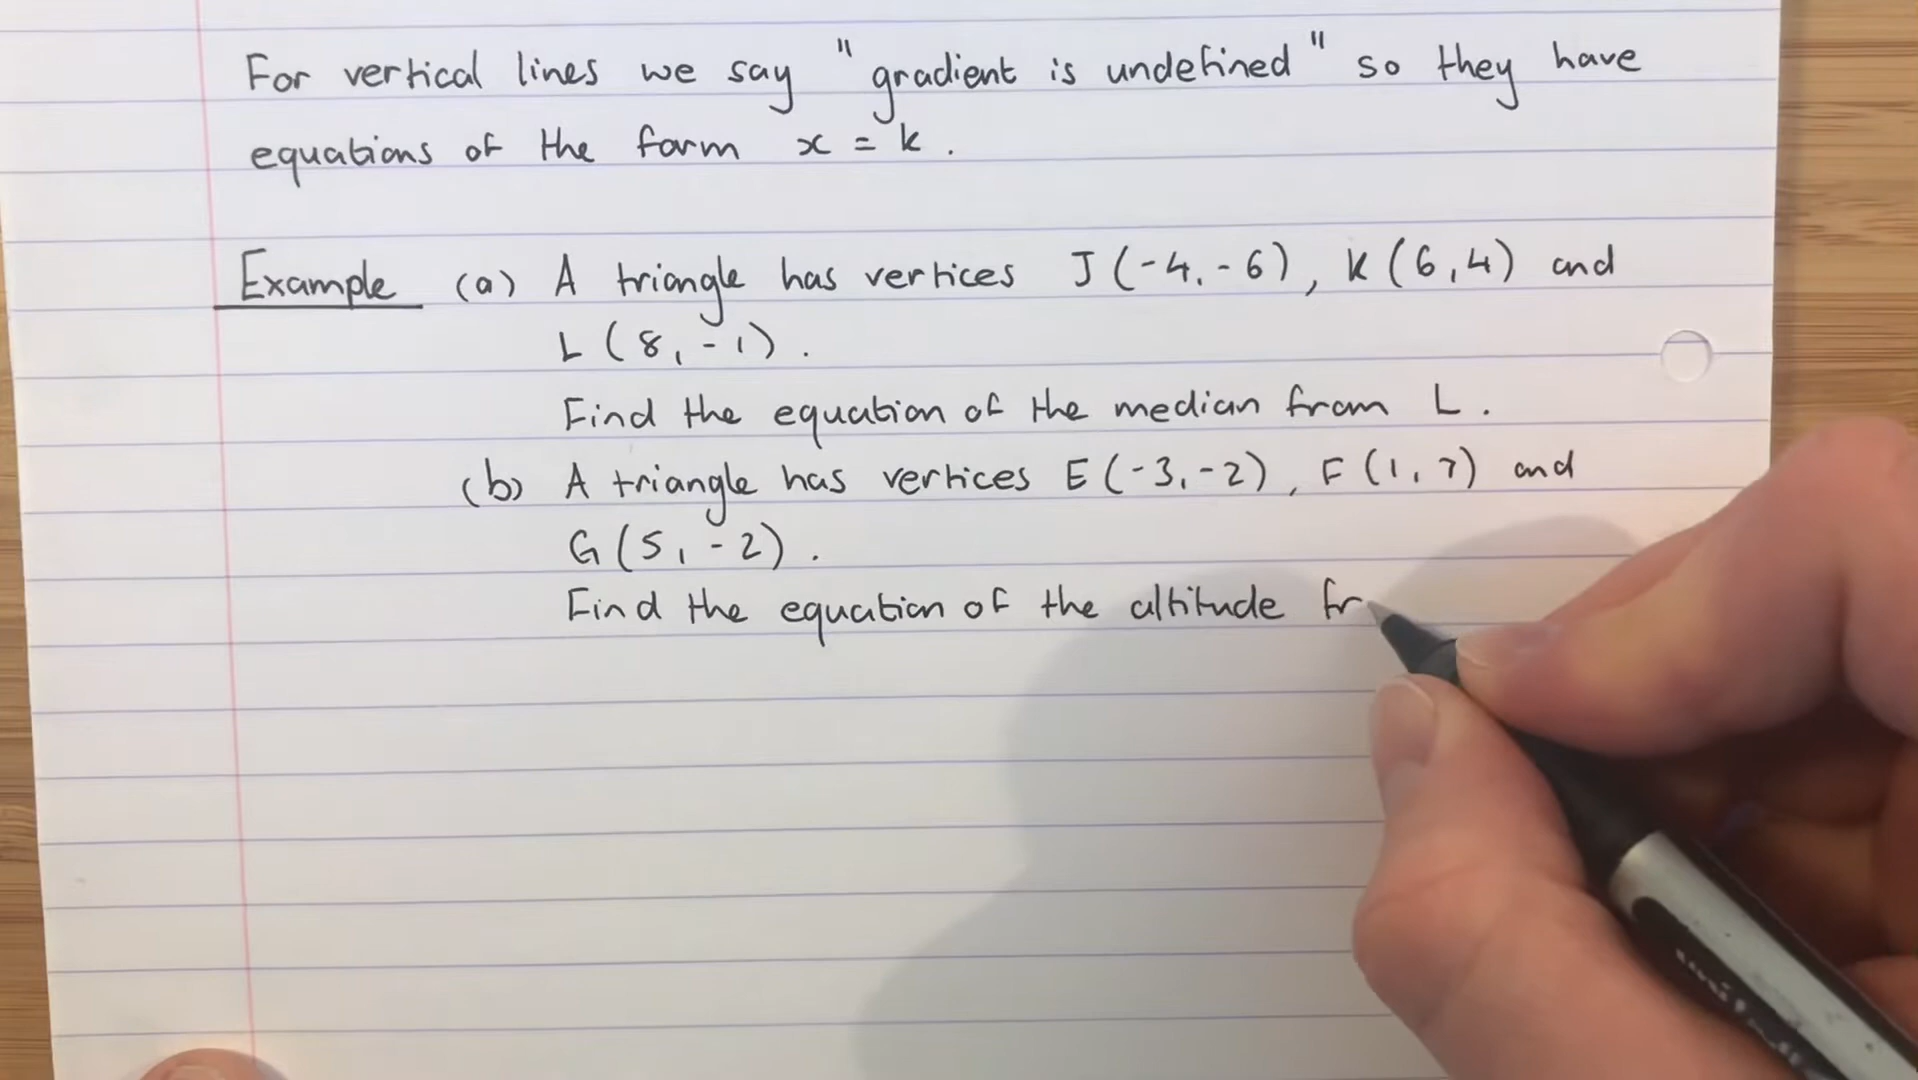 For vertical lines we say "gradient is undefined" so they have
equations of the form x = k.
Example (a) A triangle has vertices J(-4,-6), K(6,4) and
L(8,-1).
Find the equation of the median from L.
(b) A triangle has vertices E(-3,-2), F(1,7) and
G(5,-2).
Find the equation of the altitude fr